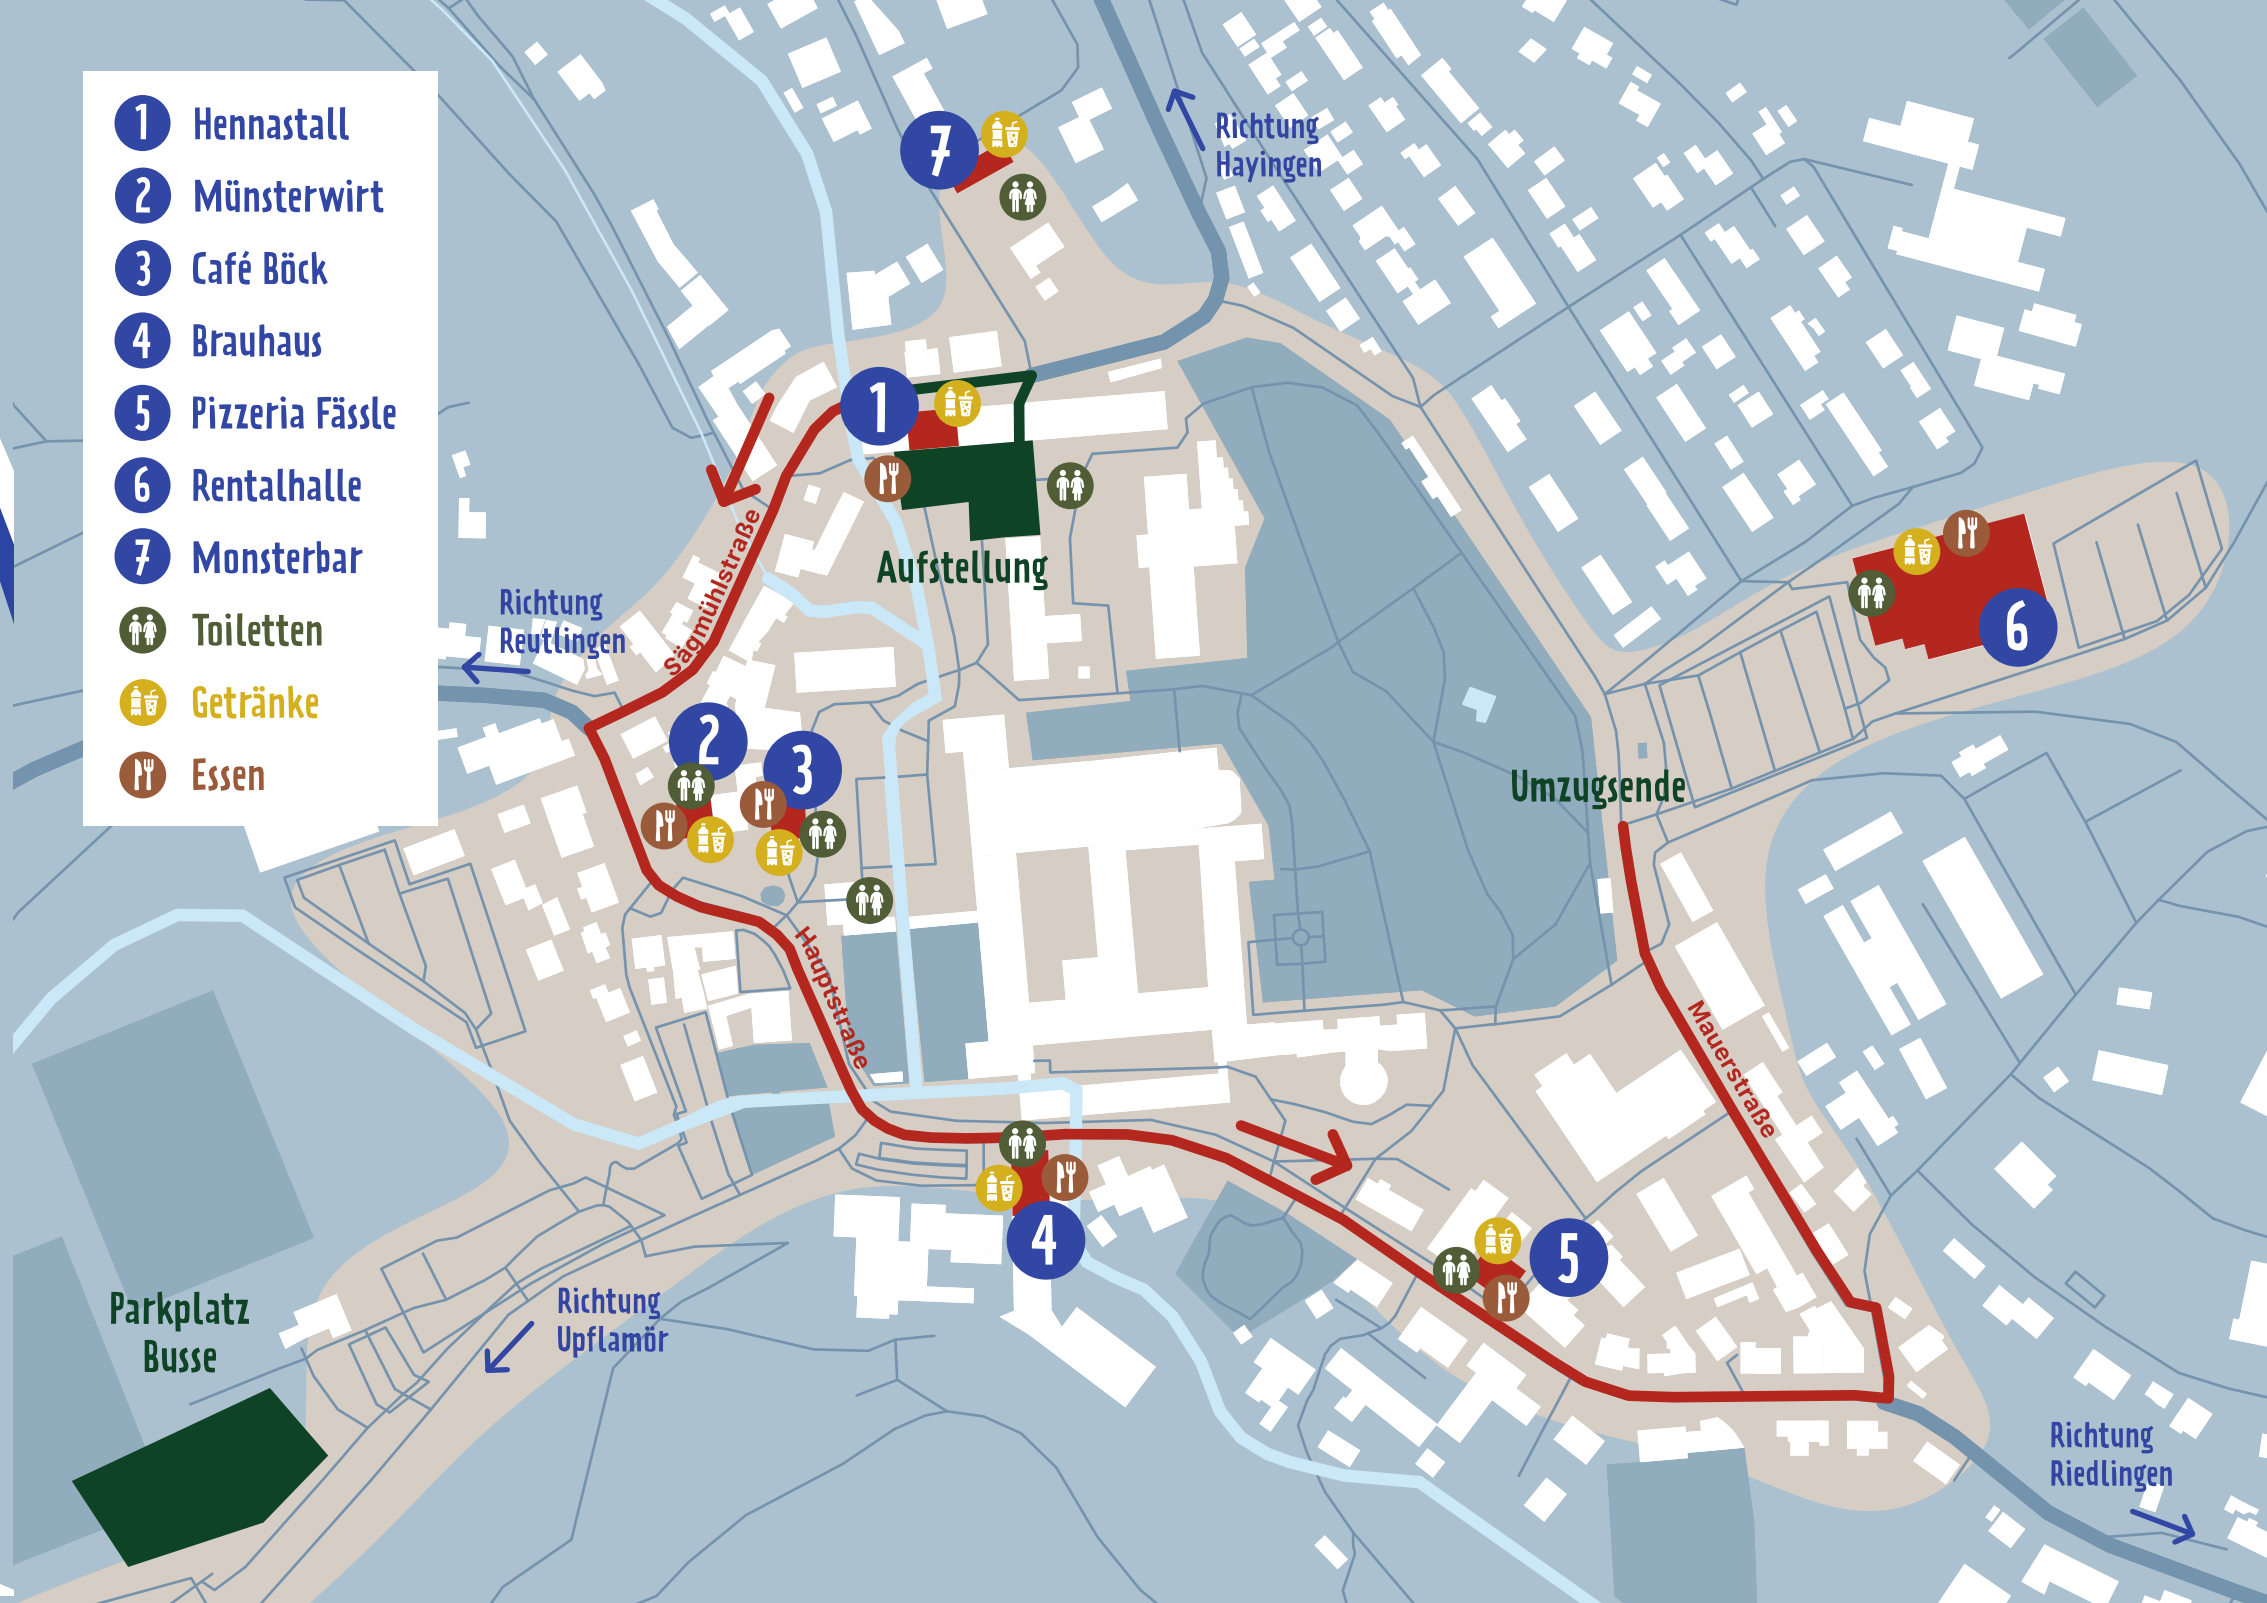 1 Hennastall
2 Münsterwirt
3 Café Böck
4 Brauhaus
5 Pizzeria Fässle
6 Rentalhalle
7 Monsterbar
Toiletten
Getränke
Essen
7
Richtung
Hayingen
1
Aufstellung
Sägmühlstraße
Richtung
Reutlingen
6
2
3
Umzugsende
Hauptstraße
Mauerstraße
4
5
Parkplatz
Busse
Richtung
Upflamör
Richtung
Riedlingen